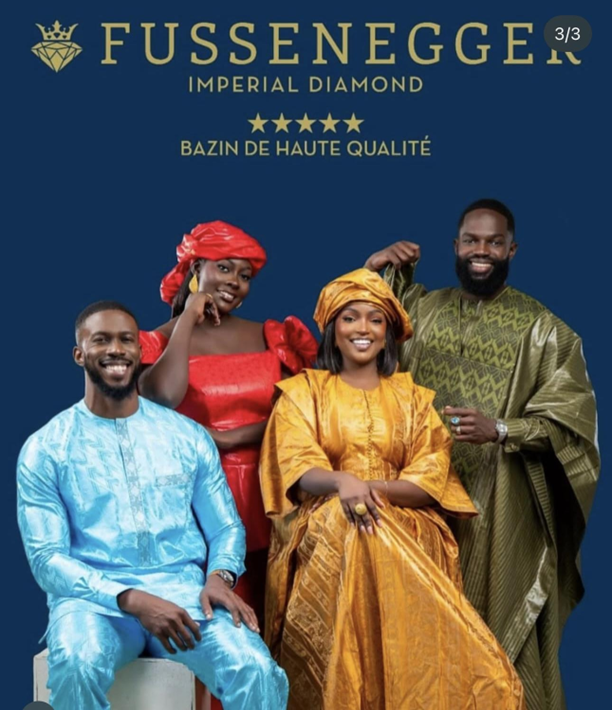 FUSSENEGGER
3/3
IMPERIAL DIAMOND
BAZIN DE HAUTE QUALITÉ